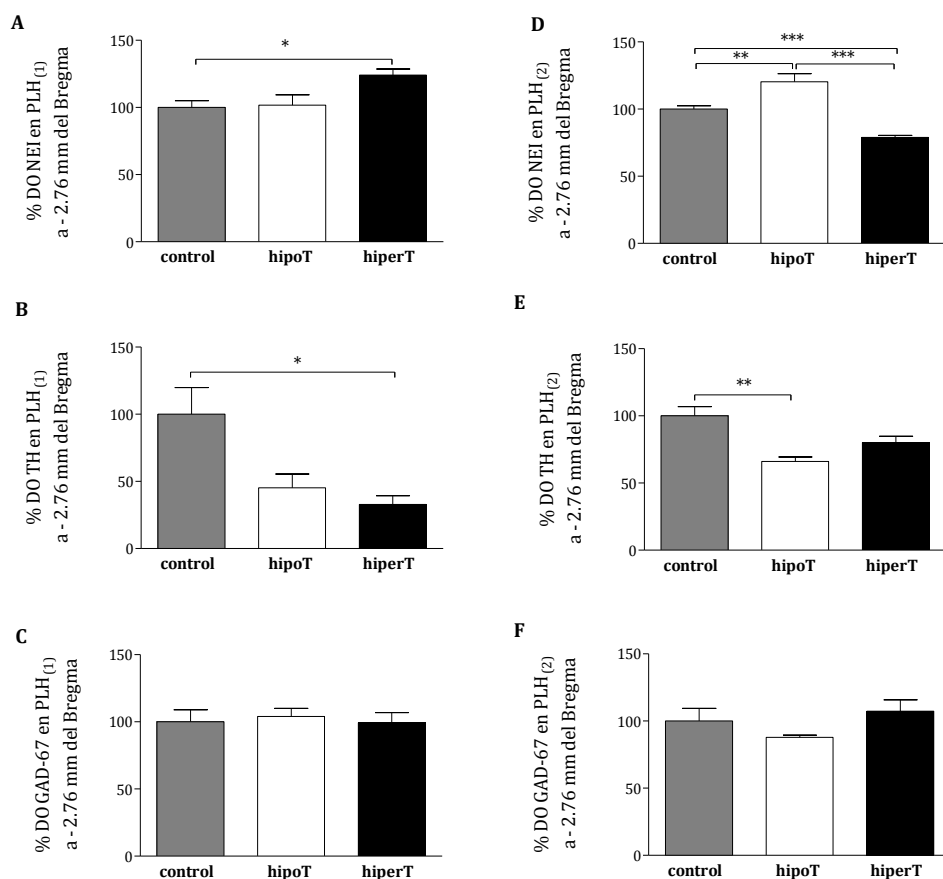 A
% DO NEI en PLH(1)
a - 2.76 mm del Bregma
150
100
50
0
*
control hipoT hiperT
D
% DO NEI en PLH(2)
a - 2.76 mm del Bregma
150
100
50
0
***
** ***
control hipoT hiperT
B
% DO TH en PLH(1)
a - 2.76 mm del Bregma
150
100
50
0
*
control hipoT hiperT
E
% DO TH en PLH(2)
a - 2.76 mm del Bregma
150
100
50
0
**
control hipoT hiperT
C
% DO GAD-67 en PLH(1)
a - 2.76 mm del Bregma
150
100
50
0
control hipoT hiperT
F
% DO GAD-67 en PLH(2)
a - 2.76 mm del Bregma
150
100
50
0
control hipoT hiperT